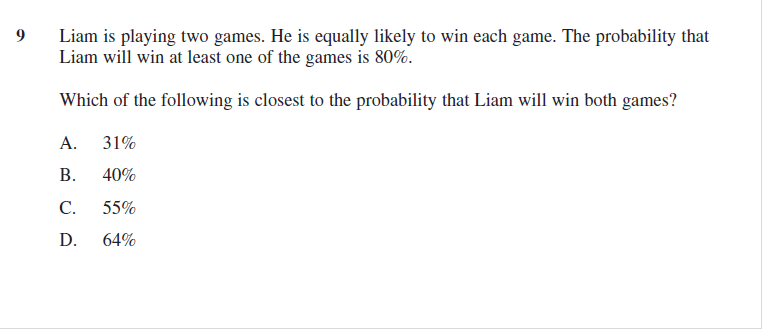 9 Liam is playing two games. He is equally likely to win each game. The probability that
Liam will win at least one of the games is 80%.
Which of the following is closest to the probability that Liam will win both games?
A. 31%
B. 40%
C. 55%
D. 64%